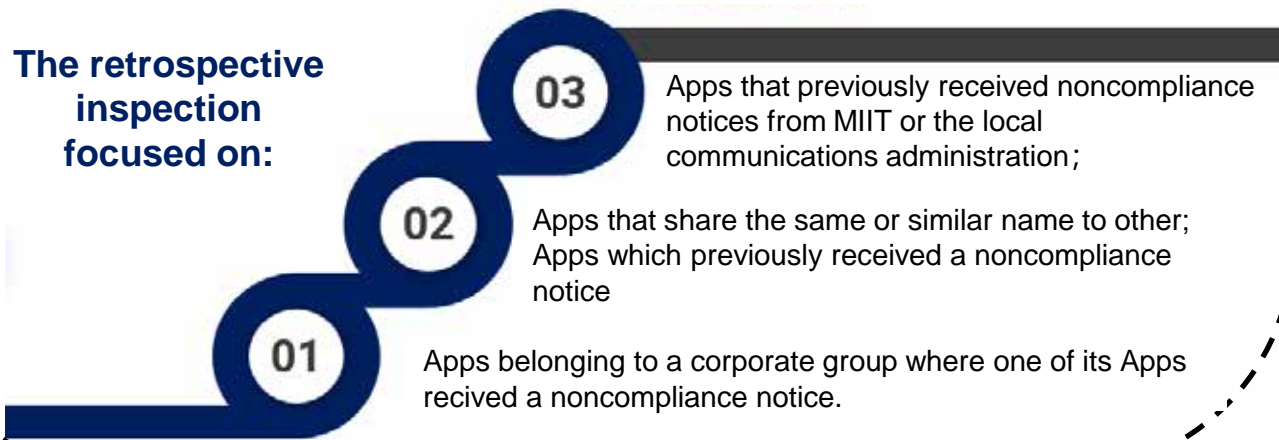 The retrospective
inspection
focused on:
03
Apps that previously received noncompliance
notices from MIIT or the local
communications administration;
02
Apps that share the same or similar name to other;
Apps which previously received a noncompliance
notice
01
Apps belonging to a corporate group where one of its Apps
recived a noncompliance notice.